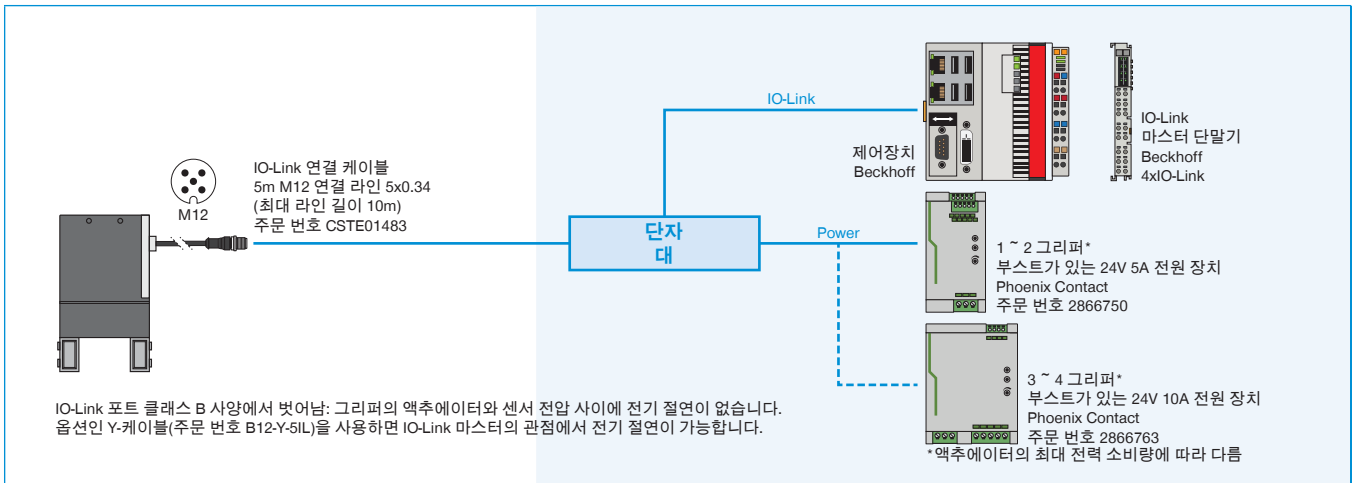 M12
IO-Link 연결 케이블
5m M12 연결 라인 5x0.34
(최대 라인 길이 10m)
주문 번호 CSTE01483
단자
대
IO-Link
Power
제어장치
Beckhoff
IO-Link
마스터 단말기
Beckhoff
4xIO-Link
1 ~ 2 그리퍼*
부스트가 있는 24V 5A 전원 장치
Phoenix Contact
주문 번호 2866750
3 ~ 4 그리퍼*
부스트가 있는 24V 10A 전원 장치
Phoenix Contact
주문 번호 2866763
*액추에이터의 최대 전력 소비량에 따라 다름
IO-Link 포트 클래스 B 사양에서 벗어남: 그리퍼의 액추에이터와 센서 전압 사이에 전기 절연이 없습니다.
옵션인 Y-케이블(주문 번호 B12-Y-5IL)을 사용하면 IO-Link 마스터의 관점에서 전기 절연이 가능합니다.